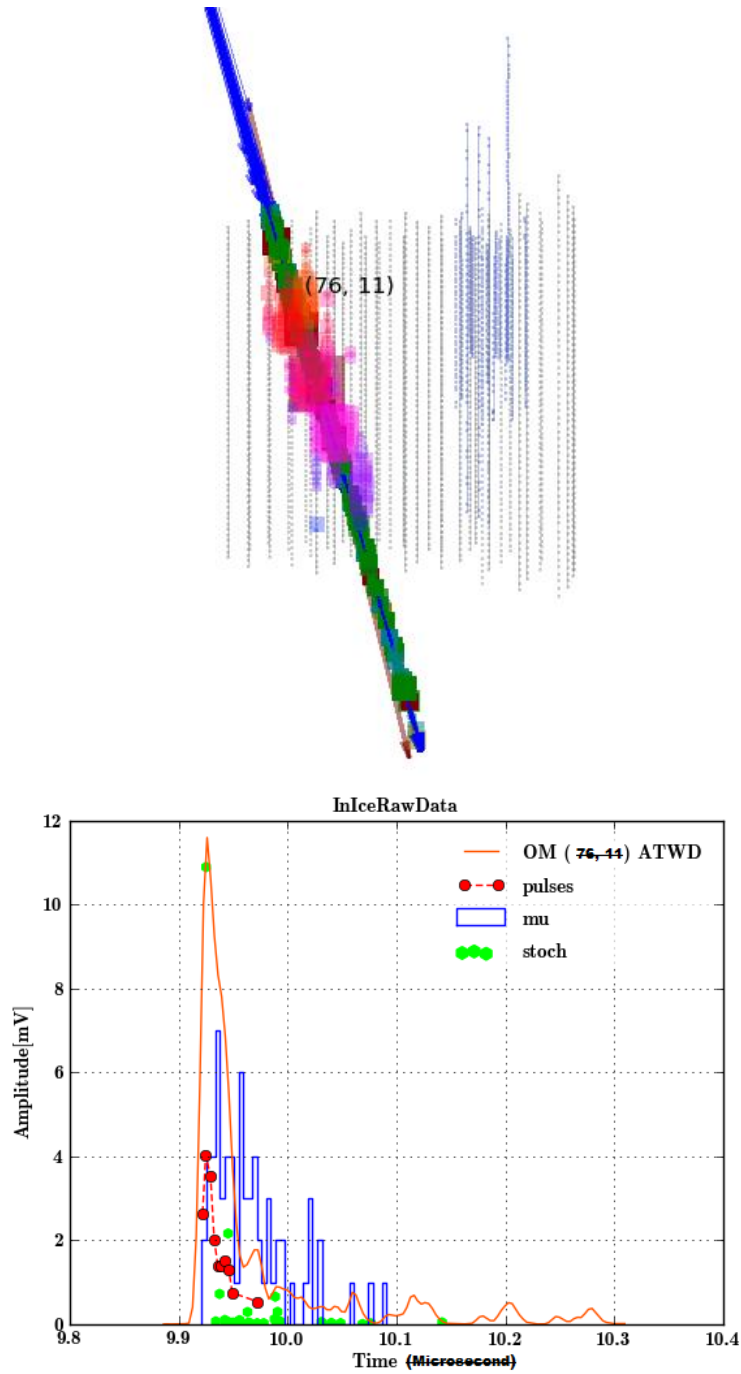 (76, 11)
InIceRawData
12
10
8
6
4
2
0
Amplitude[mV]
OM ( 76, 11) ATWD
pulses
mu
stoch
9.8 9.9 10.0 10.1 10.2 10.3 10.4
Time (Microsecond)